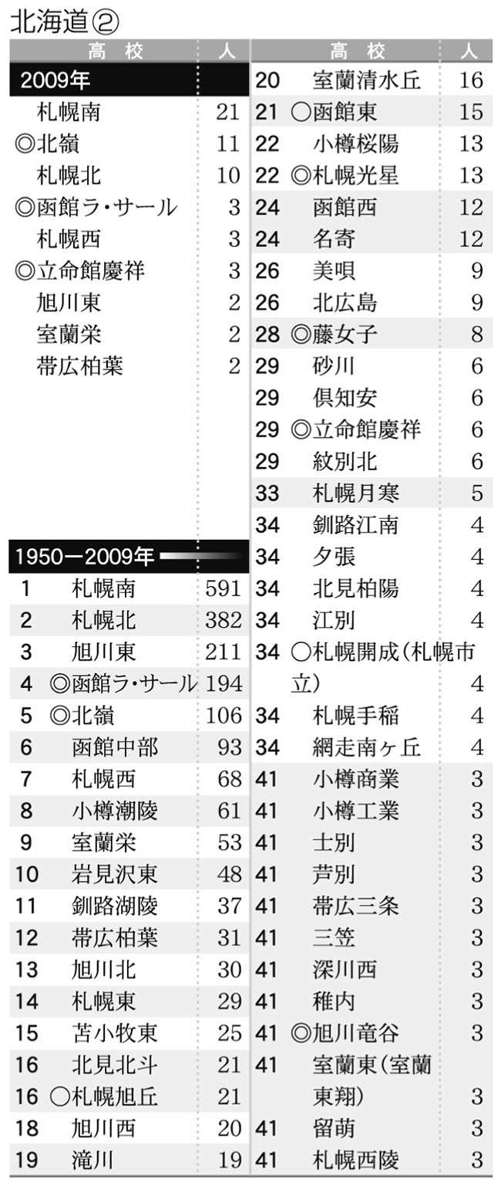 北海道②
高校 人
2009年
札幌南 21
◎北嶺 11
札幌北 10
◎函館ラ・サール 3
札幌西 3
◎立命館慶祥 3
旭川東 2
室蘭栄 2
帯広柏葉 2
1950－2009年
1 札幌南 591
2 札幌北 382
3 旭川東 211
4 ◎函館ラ・サール 194
5 ◎北嶺 106
6 函館中部 93
7 札幌西 68
8 小樽潮陵 61
9 室蘭栄 53
10 岩見沢東 48
11 釧路湖陵 37
12 帯広柏葉 31
13 旭川北 30
14 札幌東 29
15 苫小牧東 25
16 北見北斗 21
16 ○札幌旭丘 21
18 旭川西 20
19 滝川 19
高校 人
20 室蘭清水丘 16
21 ○函館東 15
22 小樽桜陽 13
22 ◎札幌光星 13
24 函館西 12
24 名寄 12
26 美唄 9
26 北広島 9
28 ◎藤女子 8
29 砂川 6
29 倶知安 6
29 ◎立命館慶祥 6
29 紋別北 6
33 札幌月寒 5
34 釧路江南 4
34 夕張 4
34 北見柏陽 4
34 江別 4
34 ○札幌開成（札幌市
立） 4
34 札幌手稲 4
34 網走南ヶ丘 4
41 小樽商業 3
41 小樽工業 3
41 士別 3
41 芦別 3
41 帯広三条 3
41 三笠 3
41 深川西 3
41 稚内 3
41 ◎旭川竜谷 3
41 室蘭東（室蘭
東翔） 3
41 留萌 3
41 札幌西陵 3